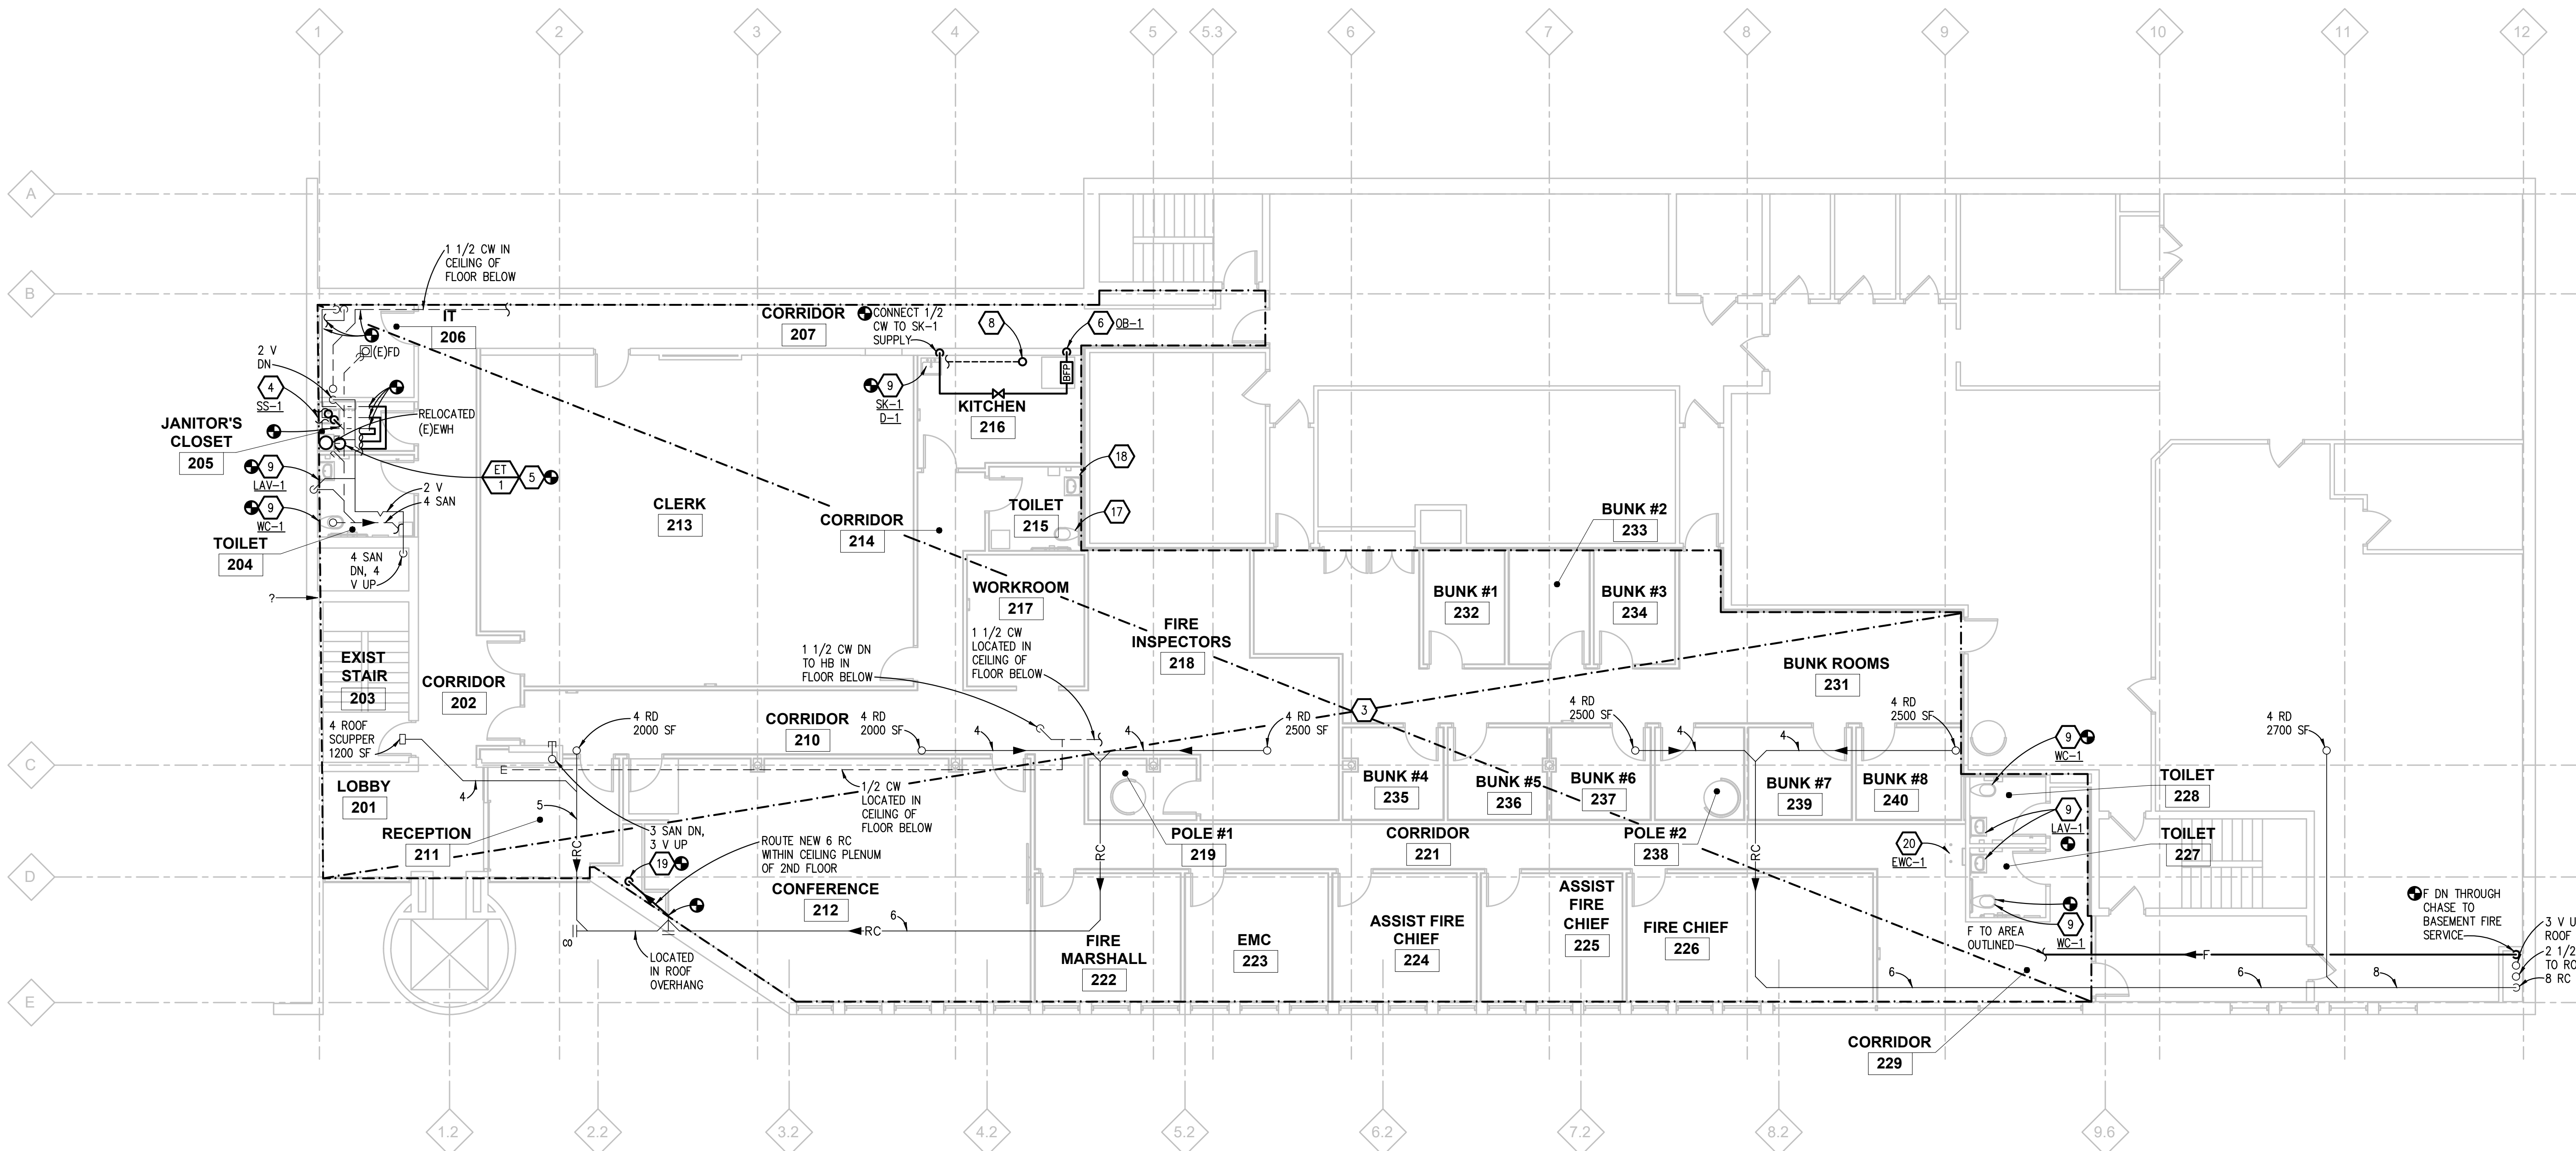 1
2
3
4
5
5.3
6
7
8
9
10
11
12
A
B
C
D
E
1.2
2.2
3.2
4.2
5.2
6.2
7.2
8.2
9.6
1 1/2 CW IN
CEILING OF
FLOOR BELOW
IT
206
(E)FD
2 V
DN
4
SS-1
JANITOR'S
CLOSET
205
RELOCATED
(E)EWH
9
LAV-1
ET
1
5
2 V
4 SAN
9
WC-1
TOILET
204
4 SAN
DN, 4
V UP
?
EXIST
STAIR
203
CORRIDOR
202
4 ROOF
SCUPPER
1200 SF
LOBBY
201
4
RECEPTION
211
5
RC
CORRIDOR
207
CONNECT 1/2
CW TO SK-1
SUPPLY
8
6
OB-1
BFP
9
SK-1
D-1
KITCHEN
216
18
17
TOILET
215
CLERK
213
CORRIDOR
214
WORKROOM
217
1 1/2 CW
LOCATED IN
CEILING OF
FLOOR BELOW
1 1/2 CW DN
TO HB IN
FLOOR BELOW
FIRE
INSPECTORS
218
4 RD
2000 SF
CORRIDOR
210
4 RD
2000 SF
4
4
4 RD
2500 SF
3
E
1/2 CW
LOCATED IN
CEILING OF
FLOOR BELOW
3 SAN DN,
3 V UP
19
ROUTE NEW 6 RC
WITHIN CEILING PLENUM
OF 2ND FLOOR
CONFERENCE
212
LOCATED
IN ROOF
OVERHANG
CO
RC
6
RC
POLE #1
219
FIRE
MARSHALL
222
EMC
223
ASSIST FIRE
CHIEF
224
ASSIST
FIRE
CHIEF
225
FIRE CHIEF
226
CORRIDOR
221
BUNK #1
232
BUNK #2
233
BUNK #3
234
BUNK ROOMS
231
4 RD
2500 SF
4
4
4 RD
2500 SF
BUNK #4
235
BUNK #5
236
BUNK #6
237
POLE #2
238
BUNK #7
239
BUNK #8
240
RC
9
WC-1
TOILET
228
9
LAV-1
TOILET
227
20
EWC-1
9
WC-1
F TO AREA
OUTLINED
F
4 RD
2700 SF
F DN THROUGH
CHASE TO
BASEMENT FIRE
SERVICE
3 V U
ROOF
2 1/2
TO RO
8 RC
6
6
8
CORRIDOR
229